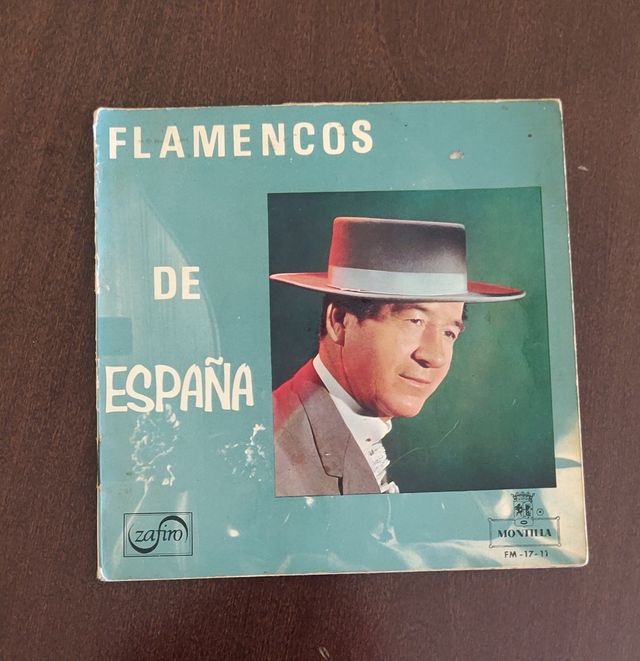 FLAMENCOS
DE
ESPAÑA
zafiro
MONTILLA
FM-17-11